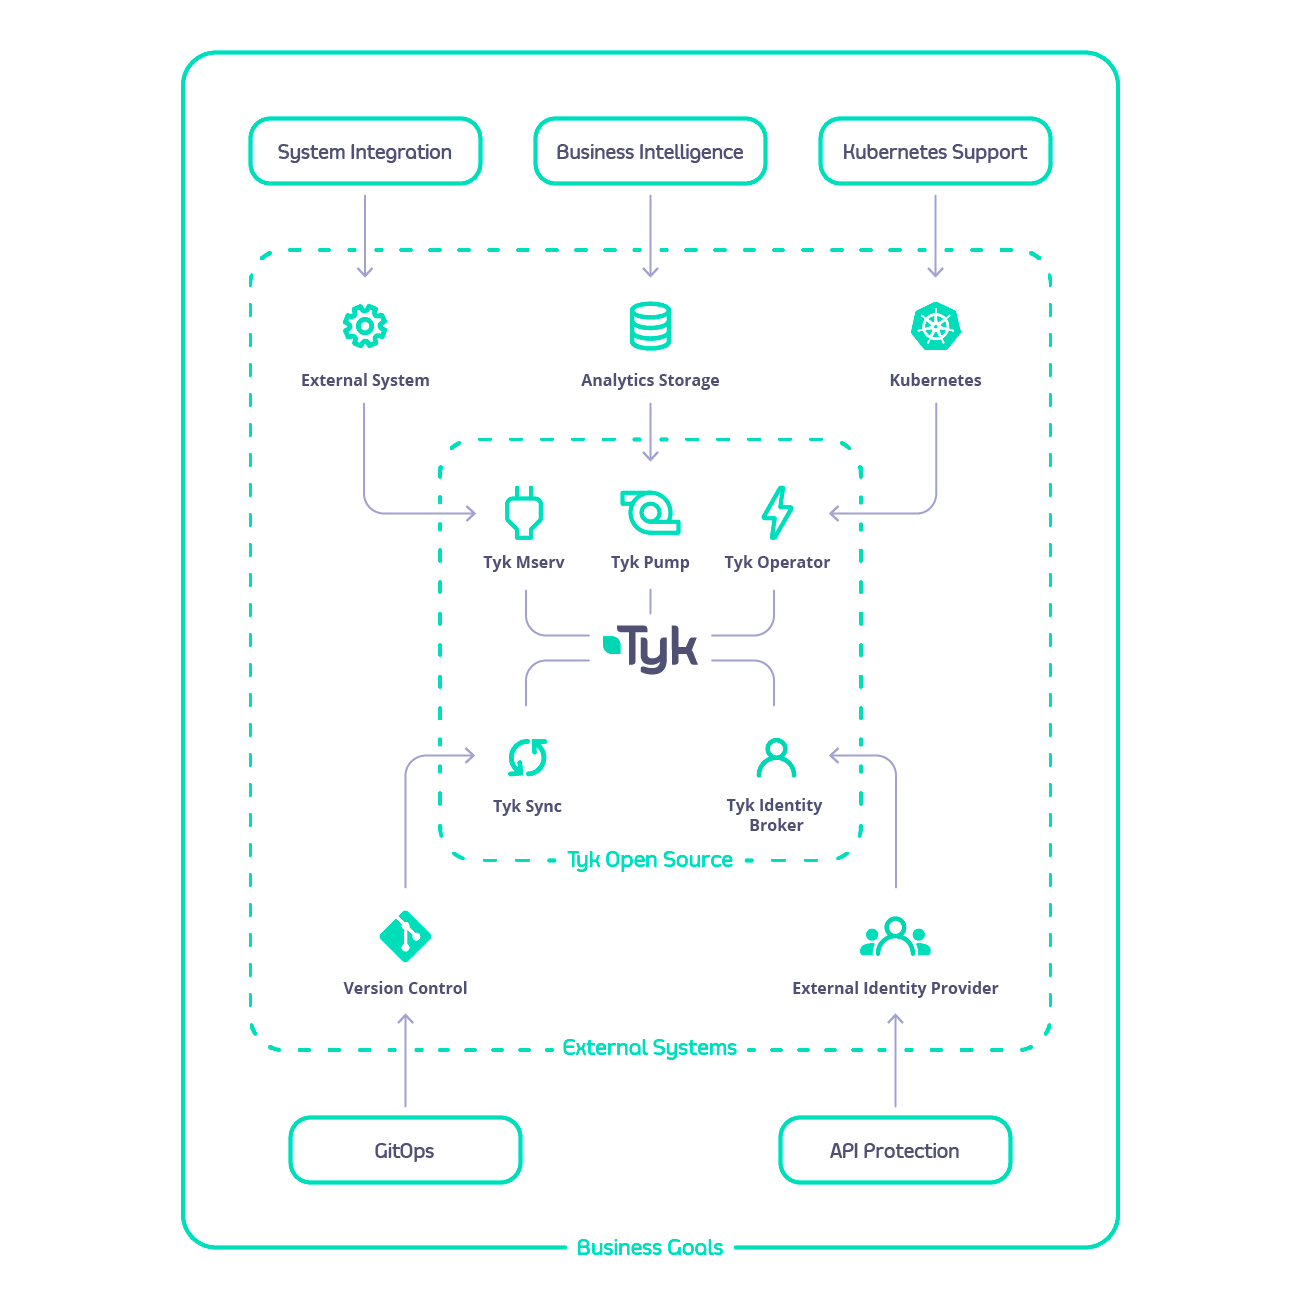 System Integration
Business Intelligence
Kubernetes Support
External System
Analytics Storage
Kubernetes
Tyk Mserv
Tyk Pump
Tyk Operator
Tyk
Tyk Sync
Tyk Identity
Broker
Tyk Open Source
Version Control
External Identity Provider
External Systems
GitOps
API Protection
Business Goals